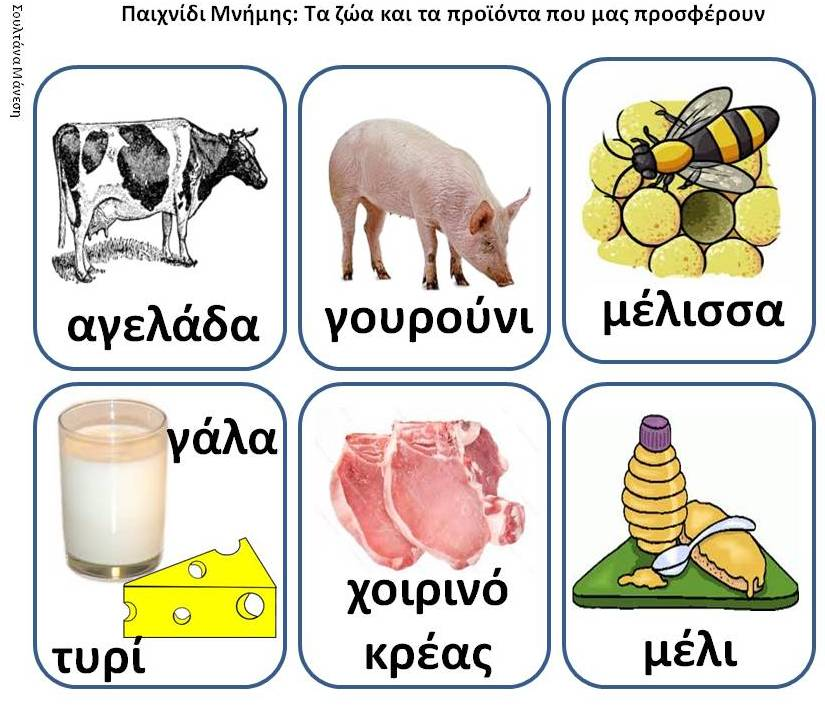 Παιχνίδι Μνήμης: Τα ζώα και τα προϊόντα που μας προσφέρουν
Σουλτάνα Μάνεση
αγελάδα
γουρούνι
μέλισσα
γάλα
τυρί
χοιρινό
κρέας
μέλι